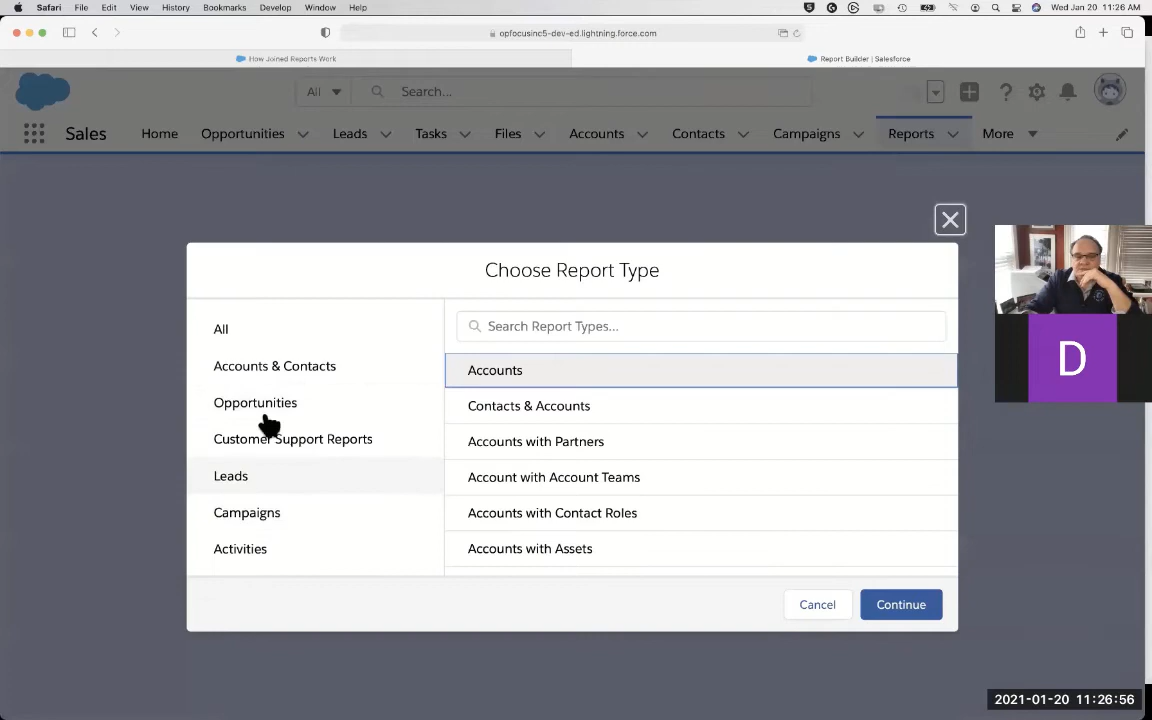 Safari File Edit View History Bookmarks Develop Window Help Wed Jan 20 11:26 AM
opfocusinc5-dev-ed.lightning.force.com
How Joined Reports Work Report Builder | Salesforce
All Search...
Sales Home Opportunities Leads Tasks Files Accounts Contacts Campaigns Reports More
Choose Report Type
All
Accounts & Contacts
Opportunities
Customer Support Reports
Leads
Campaigns
Activities
Search Report Types...
Accounts
Contacts & Accounts
Accounts with Partners
Account with Account Teams
Accounts with Contact Roles
Accounts with Assets
Cancel Continue
D
2021-01-20 11:26:56